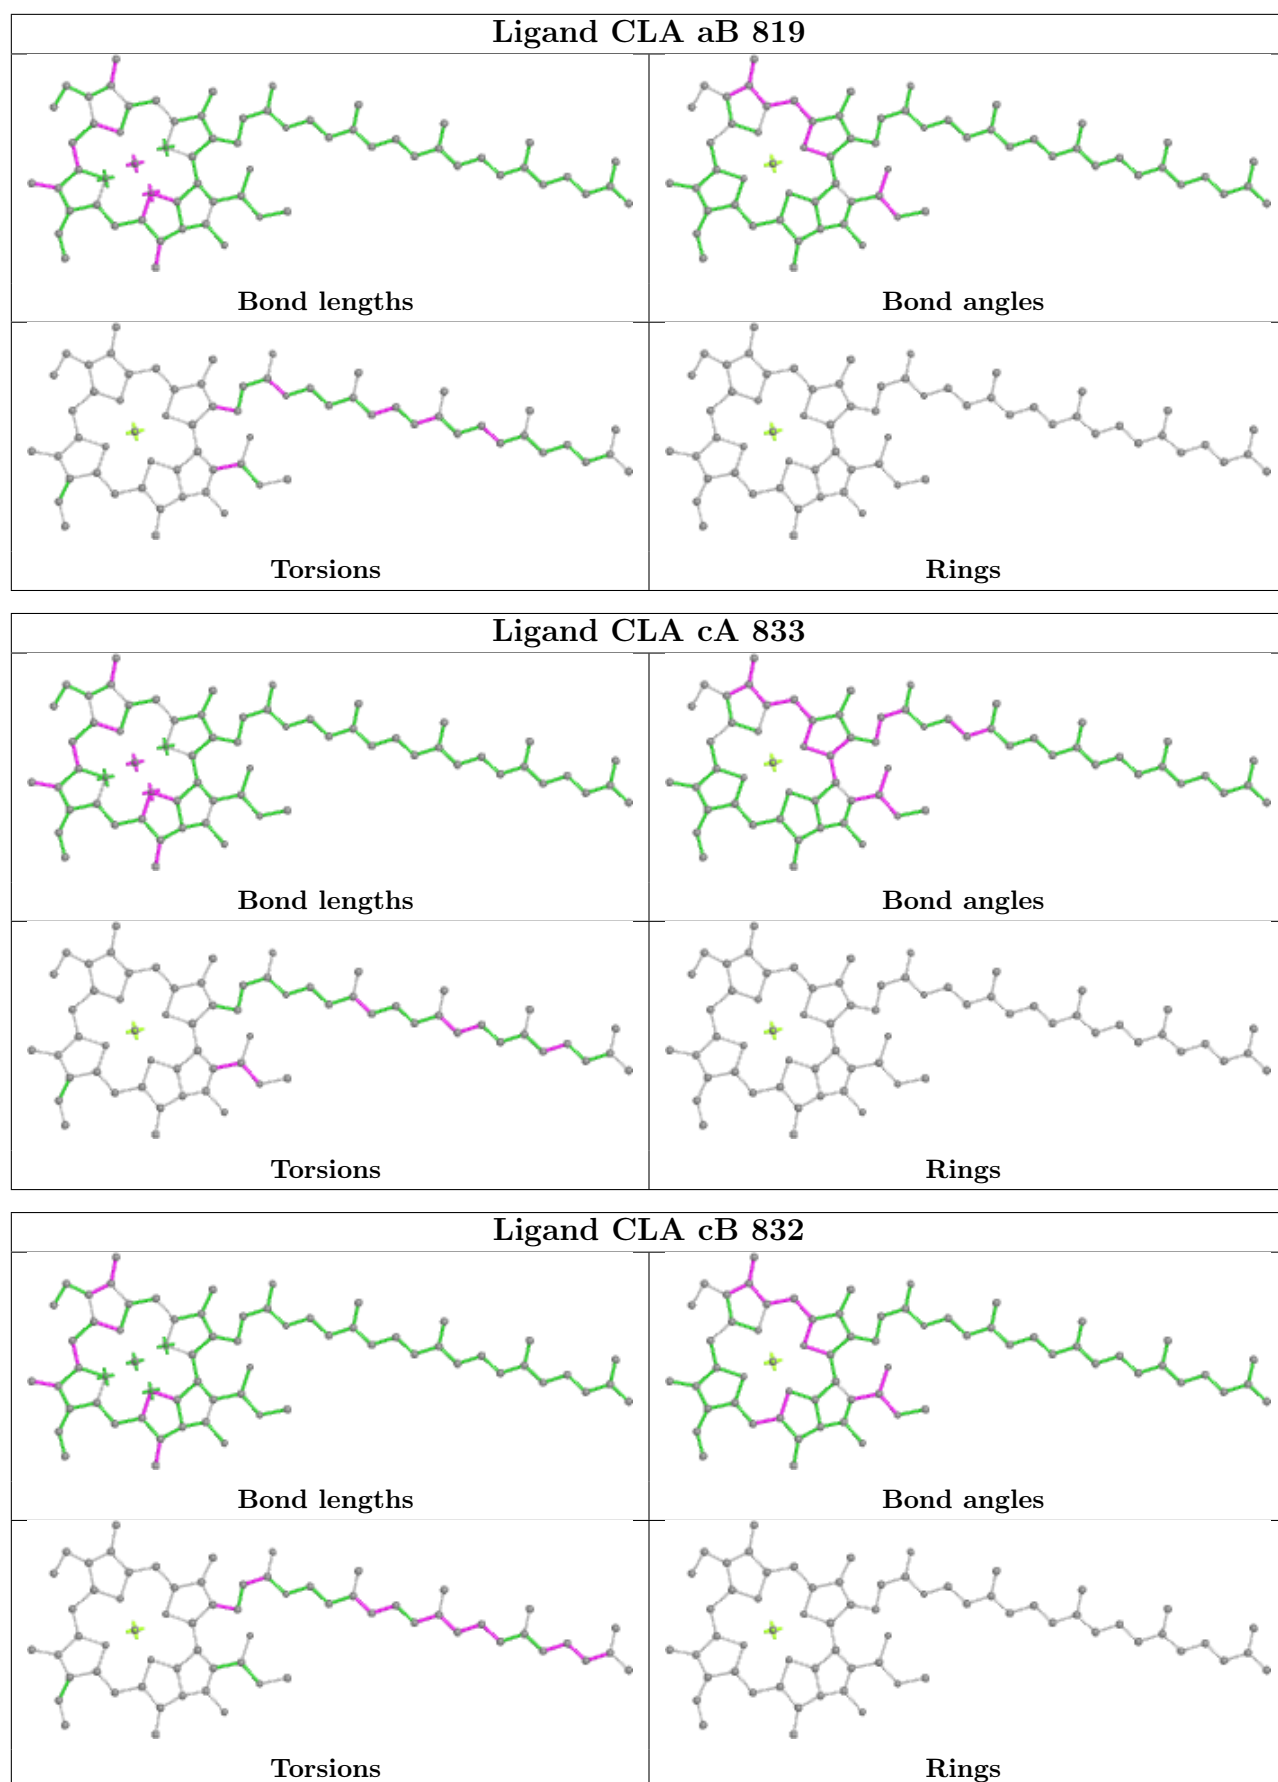 Ligand CLA aB 819
Bond lengths
Bond angles
Torsions
Rings
Ligand CLA cA 833
Bond lengths
Bond angles
Torsions
Rings
Ligand CLA cB 832
Bond lengths
Bond angles
Torsions
Rings